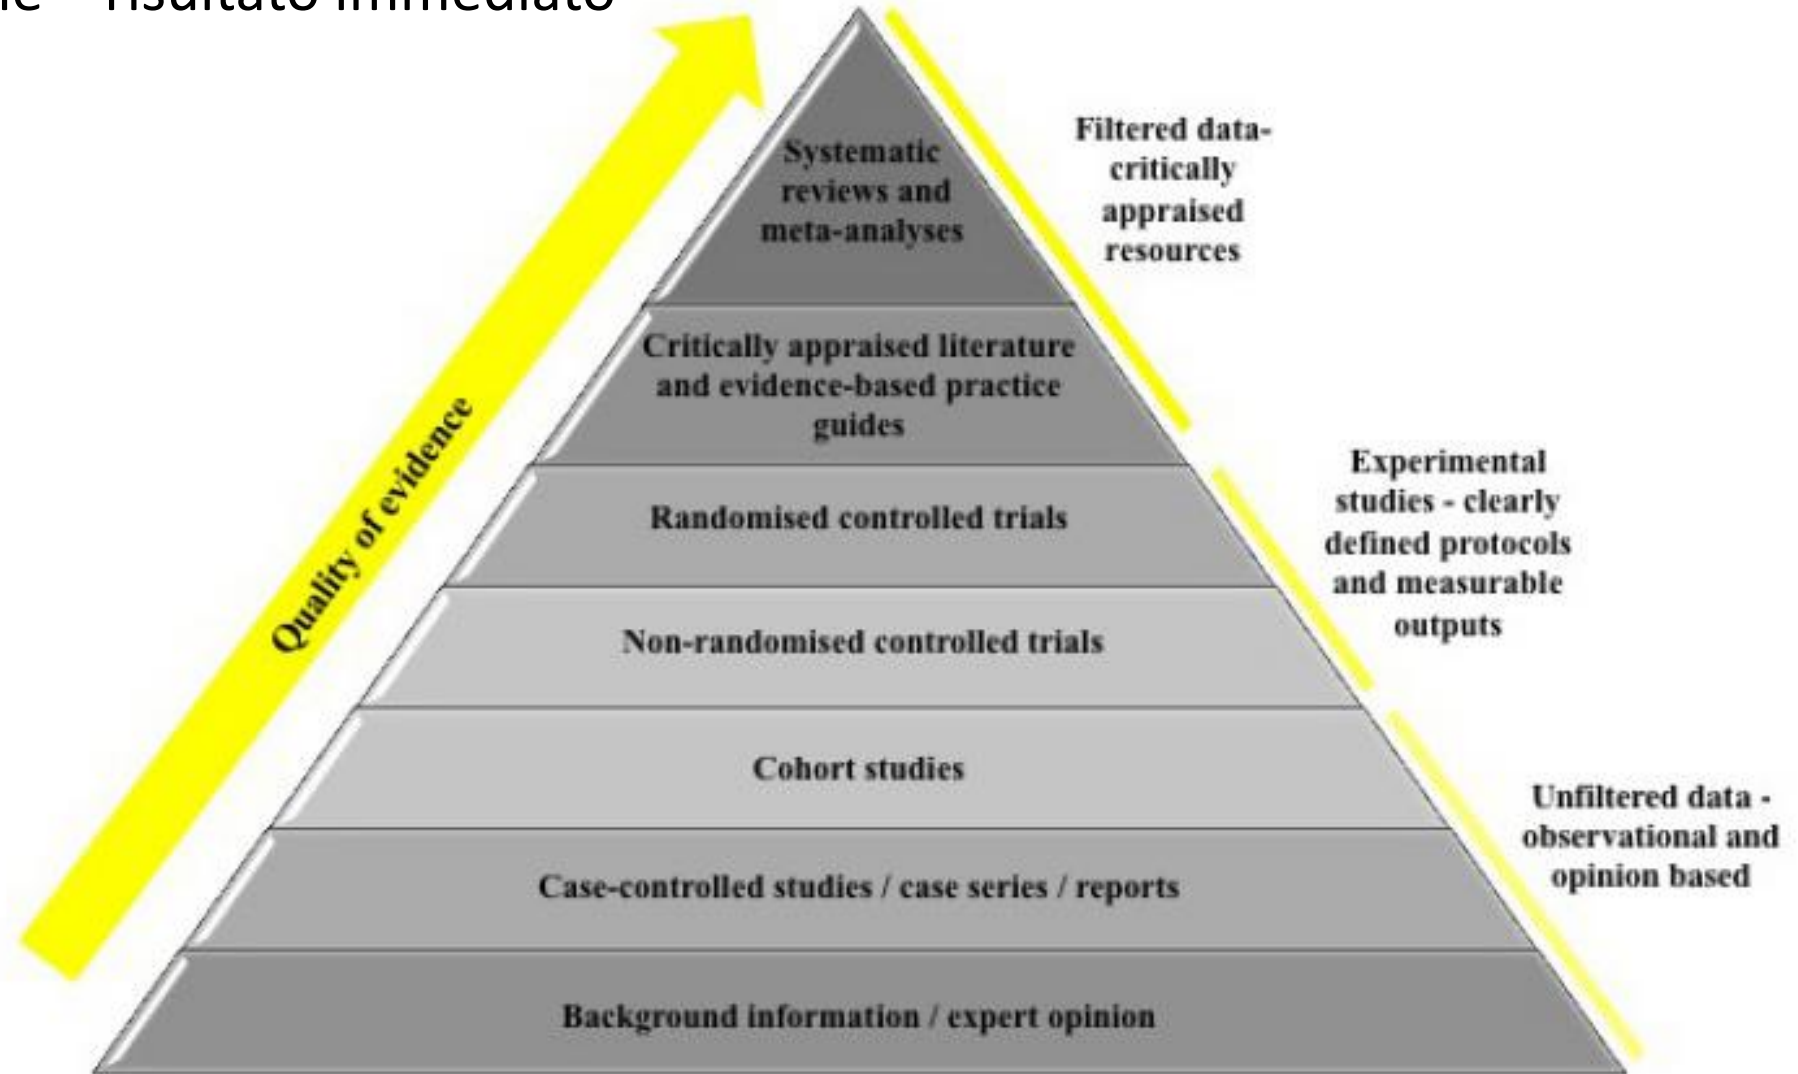 risultato immediato
Systematic
reviews and
meta-analyses
Filtered data-
critically
appraised
resources
Critically appraised literature
and evidence-based practice
guides
Quality of evidence
Randomised controlled trials
Experimental
studies - clearly
defined protocols
and measurable
outputs
Non-randomised controlled trials
Cohort studies
Unfiltered data -
observational and
opinion based
Case-controlled studies / case series / reports
Background information / expert opinion